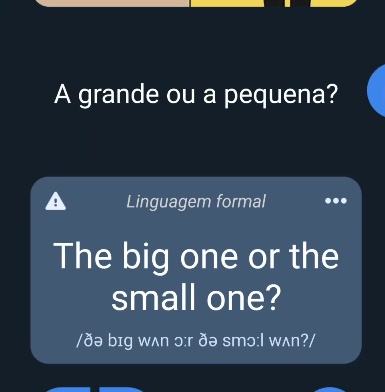 A grande ou a pequena?
Linguagem formal
The big one or the
small one?
/ðə bɪg wʌn ɔːr ðə smɔːl wʌn?/